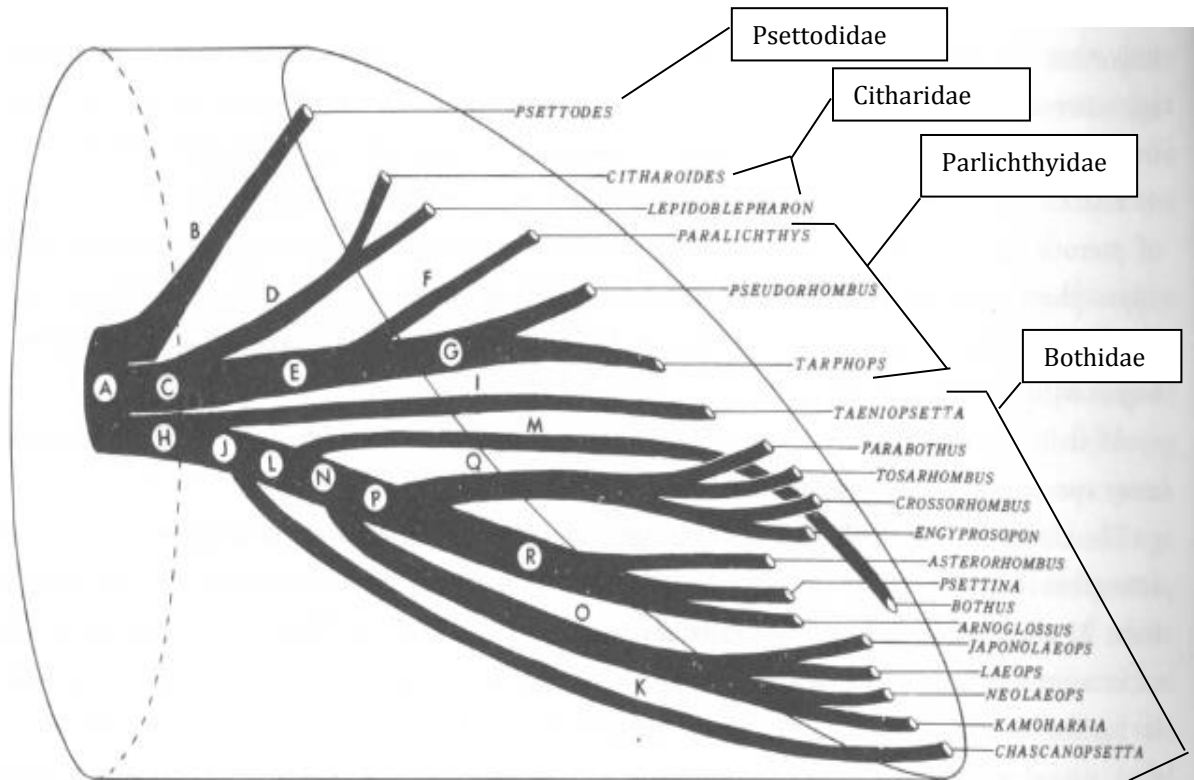 Psettodidae
Citharidae
Parlichthyidae
Bothidae
PSETTODES
CITHAROIDES
LEPIDOBLEPHARON
PARALICHTHYS
PSEUDORHOMBUS
TARPHOPS
TAENIOPSETTA
PARABOTHUS
TOSARHOMBUS
CROSSORHOMBUS
ENGYPROSOPON
ASTERORHOMBUS
PSETTINA
BOTHUS
ARNOGLOSSUS
JAPONOLAEOPS
LAEOPS
NEOLAEOPS
KAMOHARAIA
CHASCANOPSETTA
B
D
F
A
C
E
G
I
H
J
L
N
P
M
Q
R
O
K